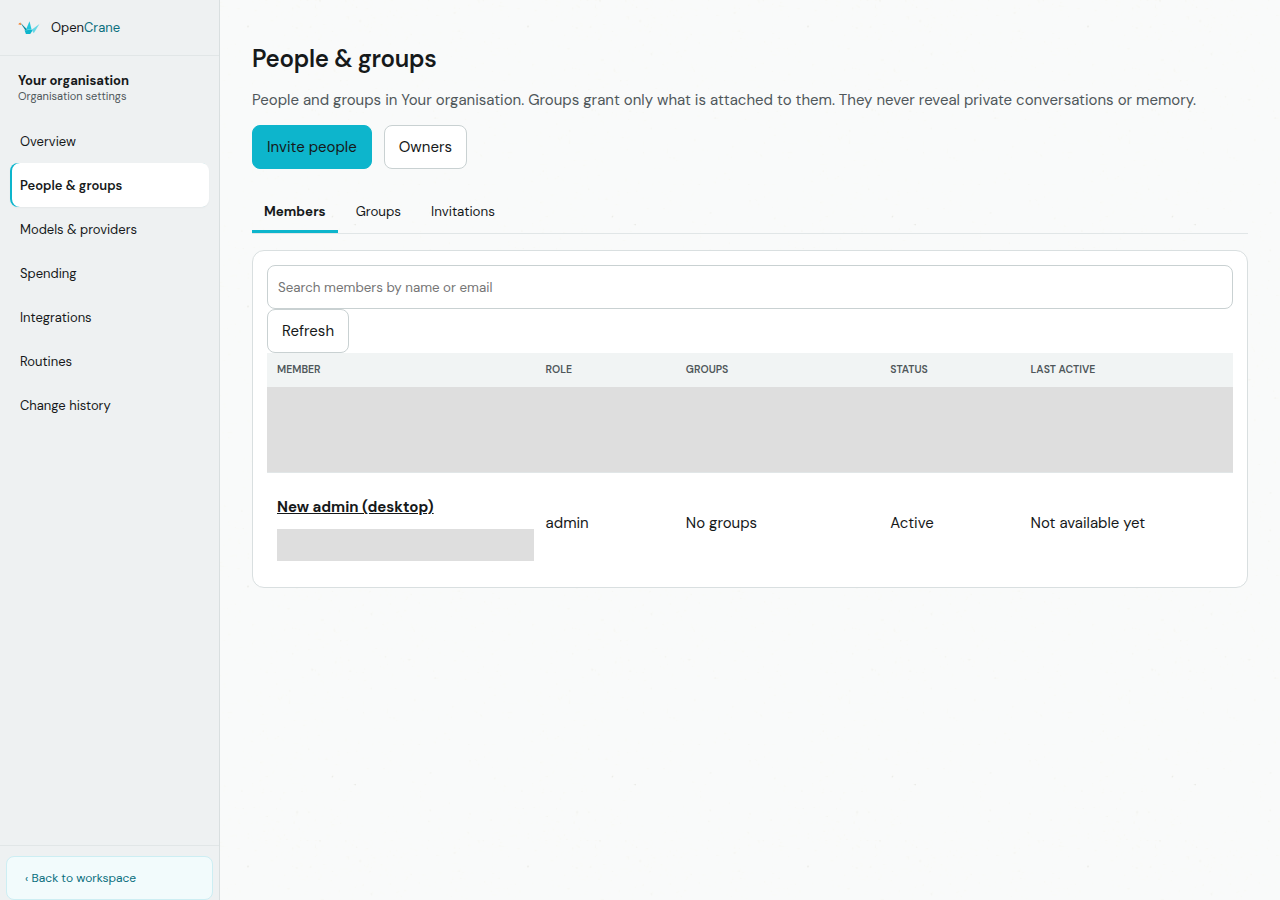 OpenCrane
Your organisation
Organisation settings
Overview
People & groups
Models & providers
Spending
Integrations
Routines
Change history
‹ Back to workspace
People & groups
People and groups in Your organisation. Groups grant only what is attached to them. They never reveal private conversations or memory.
Invite people
Owners
Members
Groups
Invitations
Search members by name or email
Refresh
MEMBER ROLE GROUPS STATUS LAST ACTIVE
New admin (desktop)
admin No groups Active Not available yet